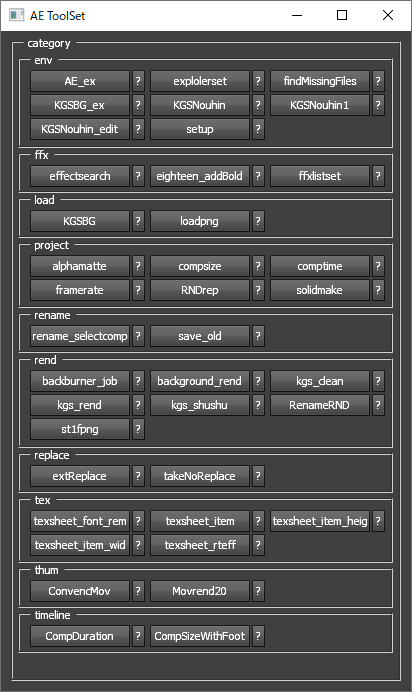 AE ToolSet
category
env
AE_ex ? explolerset ? findMissingFiles ?
KGSBG_ex ? KGSNouhin ? KGSNouhin1 ?
KGSNouhin_edit ? setup ?
ffx
effectsearch ? eighteen_addBold ? ffxlistset ?
load
KGSBG ? loadpng ?
project
alphamatte ? compsize ? comptime ?
framerate ? RNDrep ? solidmake ?
rename
rename_selectcomp ? save_old ?
rend
backburner_job ? background_rend ? kgs_clean ?
kgs_rend ? kgs_shushu ? RenameRND ?
st1fpng ?
replace
extReplace ? takeNoReplace ?
tex
texsheet_font_rem ? texsheet_item ? texsheet_item_heig ?
texsheet_item_wid ? texsheet_rteff ?
thum
ConvencMov ? Movrend20 ?
timeline
CompDuration ? CompSizeWithFoot ?